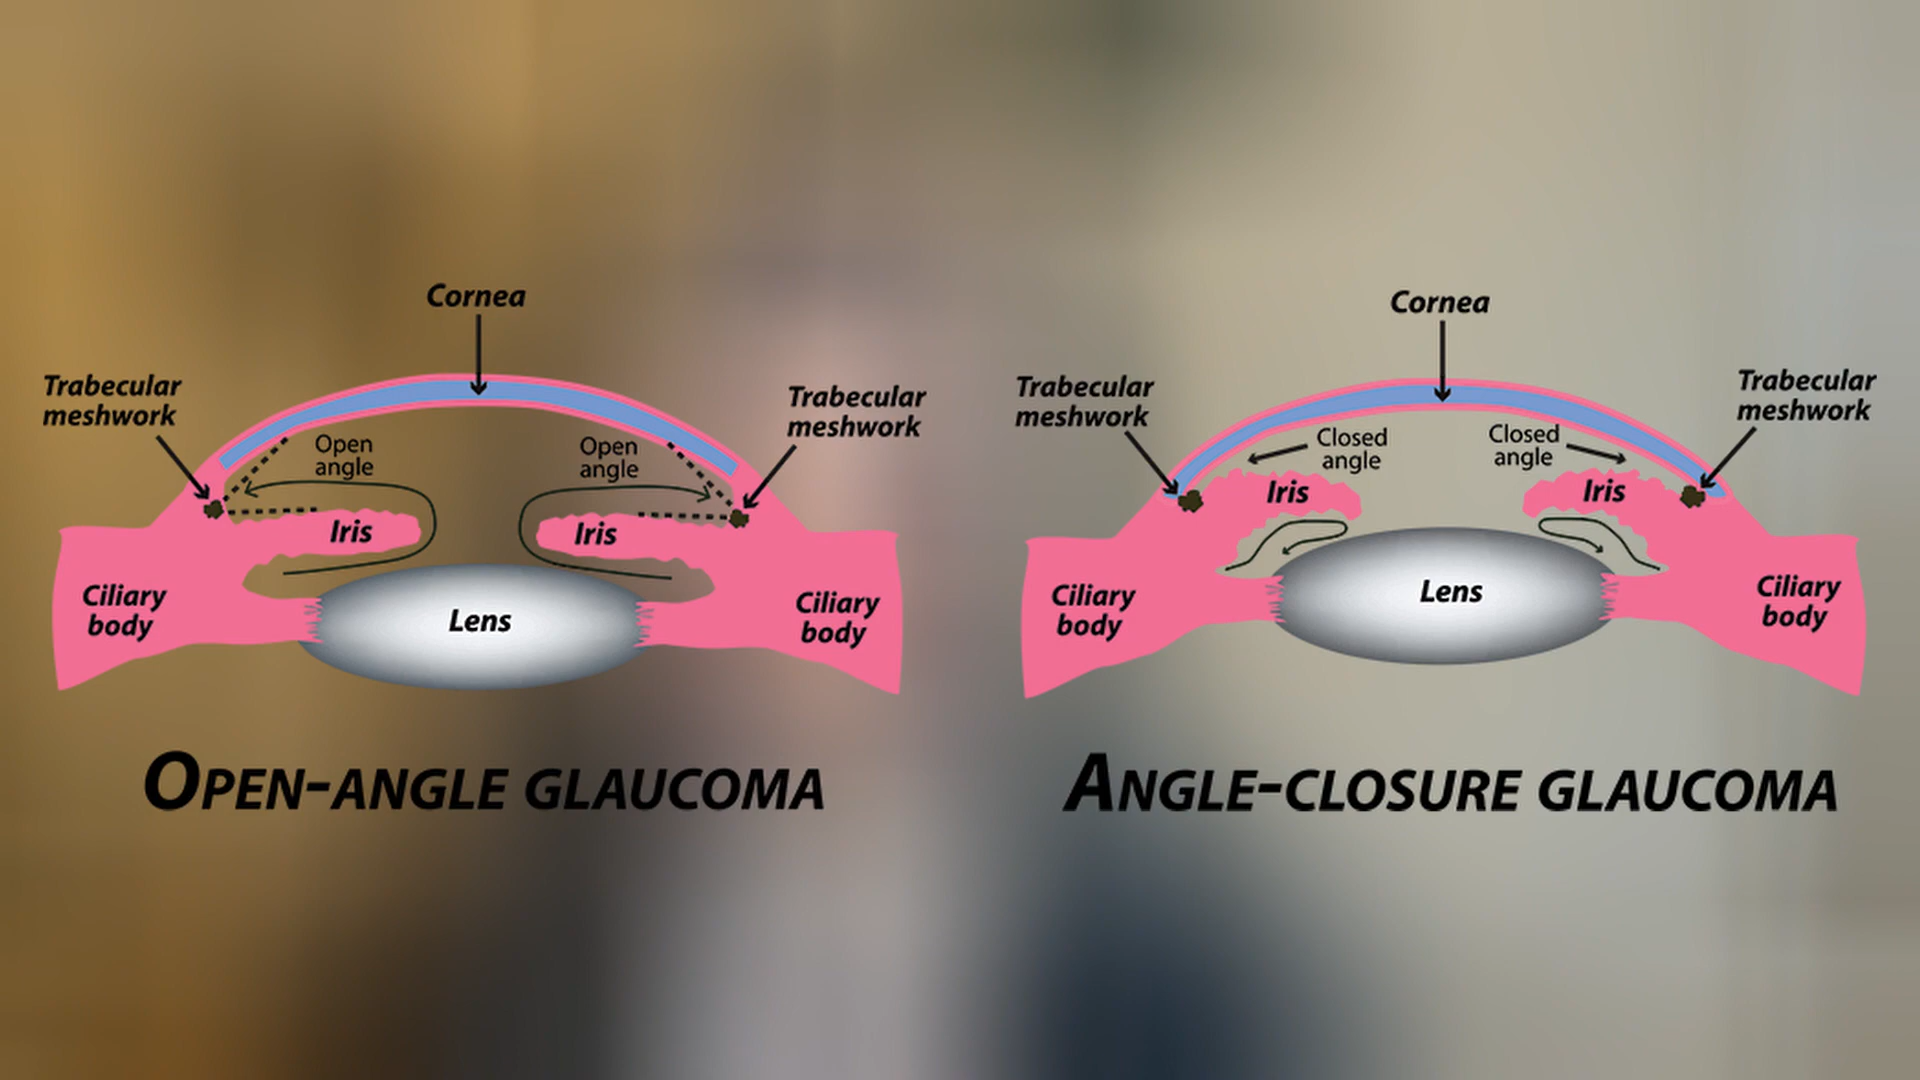 Cornea
Trabecular
meshwork
Trabecular
meshwork
Open
angle
Open
angle
Iris
Iris
Ciliary
body
Lens
Ciliary
body
OPEN-ANGLE GLAUCOMA
Cornea
Trabecular
meshwork
Trabecular
meshwork
Closed
angle
Closed
angle
Iris
Iris
Ciliary
body
Lens
Ciliary
body
ANGLE-CLOSURE GLAUCOMA